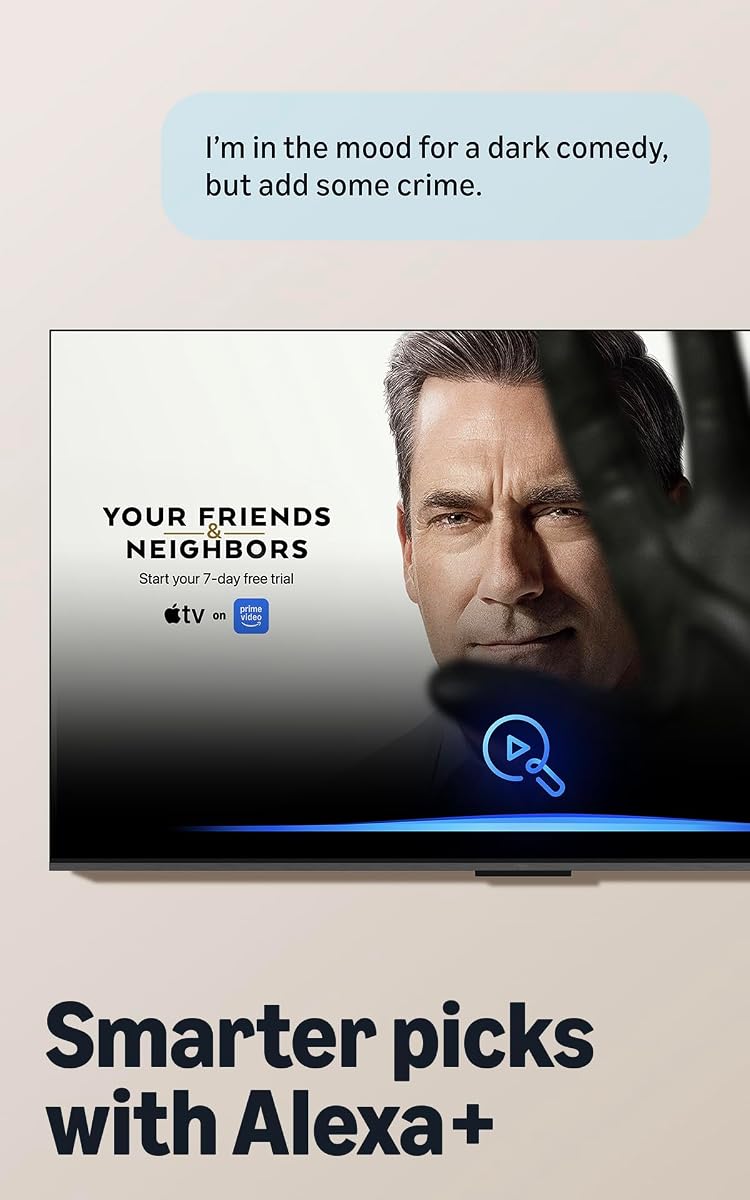 I'm in the mood for a dark comedy,
but add some crime.
YOUR FRIENDS
&
NEIGHBORS
Start your 7-day free trial
tv on prime video
Smarter picks
with Alexa+